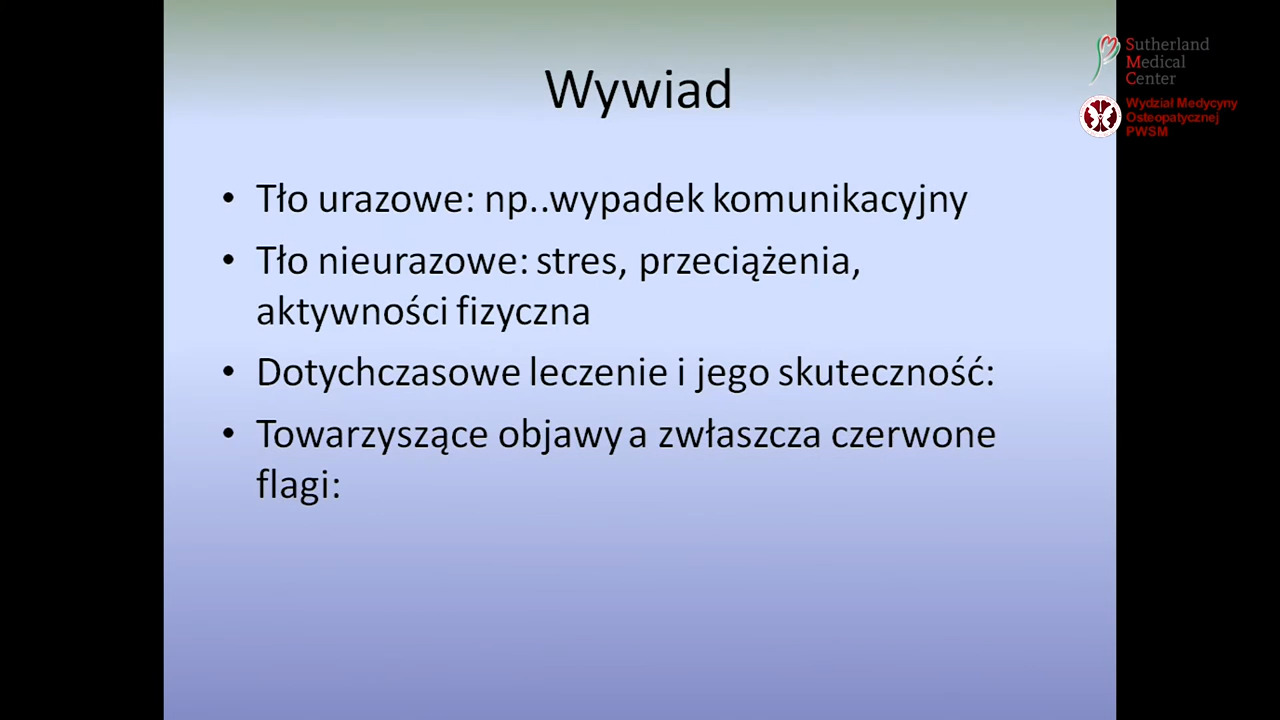 Wywiad
• Tło urazowe: np..wypadek komunikacyjny
• Tło nieurazowe: stres, przeciążenia,
aktywności fizyczna
• Dotychczasowe leczenie i jego skuteczność:
• Towarzyszące objawy a zwłaszcza czerwone
flagi:
Sutherland
Medical
Center
Wydział Medycyny
Osteopatycznej
PWSM